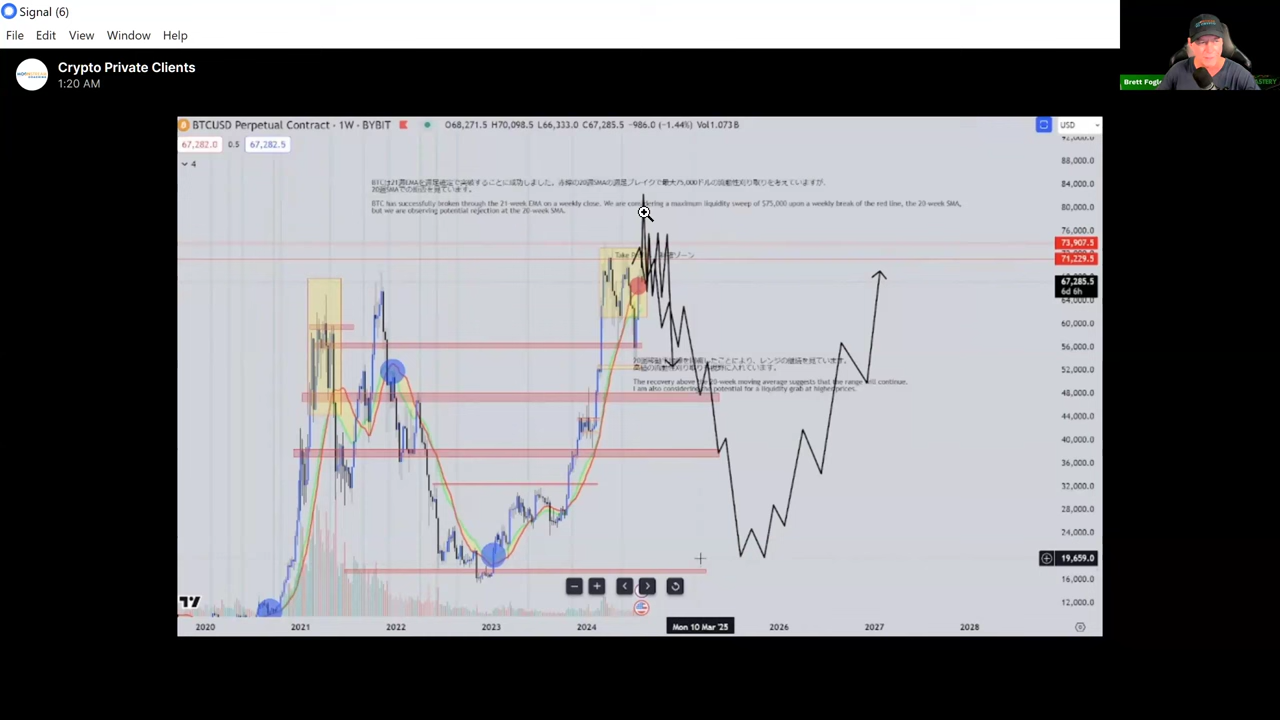 Signal (6)
File Edit View Window Help
Crypto Private Clients
1:20 AM
Brett Fogle
BTCUSD Perpetual Contract · 1W · BYBIT
O68,271.5 H70,098.5 L66,333.0 C67,285.5 −986.0 (−1.44%) Vol1.073B
USD
67,282.0 0.5 67,282.5
4
BTC has successfully broken through the 21-week EMA on a weekly close. We are considering a maximum liquidity sweep of $75,000 upon a weekly break of the red line, the 20-week SMA,
but we are observing potential rejection at the 20-week SMA.
Take
ゾーン
The recovery above the 20-week moving average suggests that the range will continue.
I am also considering the potential for a liquidity grab at higher prices.
92,000.0
88,000.0
84,000.0
80,000.0
76,000.0
73,907.5
71,229.5
67,285.5
6d 6h
64,000.0
60,000.0
56,000.0
52,000.0
48,000.0
44,000.0
40,000.0
36,000.0
32,000.0
28,000.0
24,000.0
19,659.0
16,000.0
12,000.0
2020 2021 2022 2023 2024 Mon 10 Mar '25 2026 2027 2028